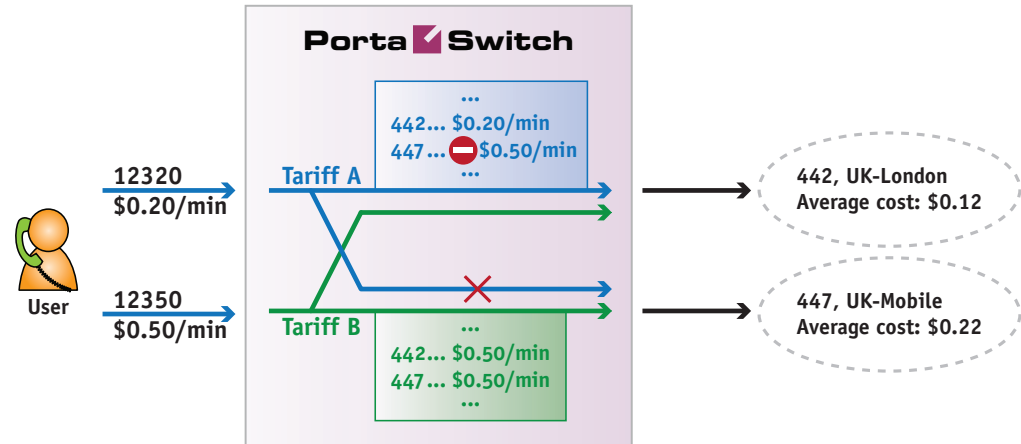 Porta Switch
...
442... $0.20/min
447... $0.50/min
...
12320
$0.20/min
Tariff A
442, UK-London
Average cost: $0.12
User
12350
$0.50/min
Tariff B
447, UK-Mobile
Average cost: $0.22
...
442... $0.50/min
447... $0.50/min
...